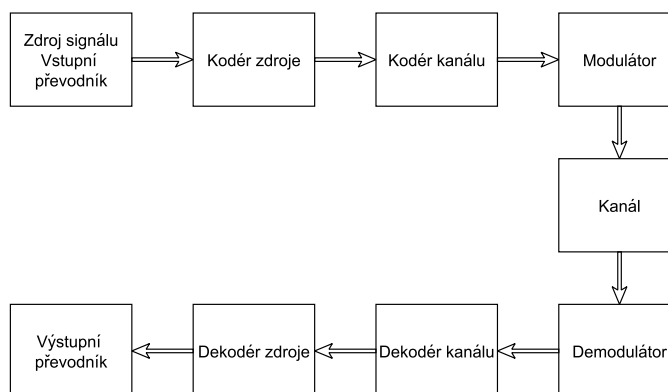 Zdroj signálu
Vstupní
převodník
Kodér zdroje
Kodér kanálu
Modulátor
Kanál
Demodulátor
Dekodér kanálu
Dekodér zdroje
Výstupní
převodník